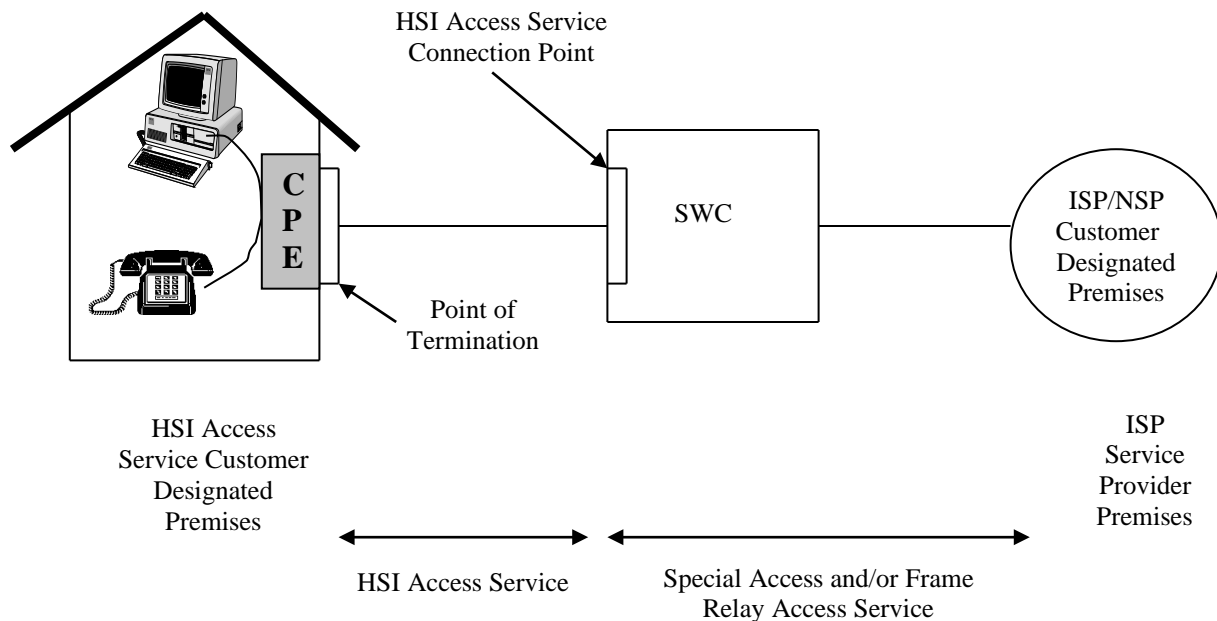 HSI Access Service
Connection Point
C
P
E
SWC
ISP/NSP
Customer
Designated
Premises
Point of
Termination
HSI Access
Service Customer
Designated
Premises
ISP
Service
Provider
Premises
HSI Access Service
Special Access and/or Frame
Relay Access Service